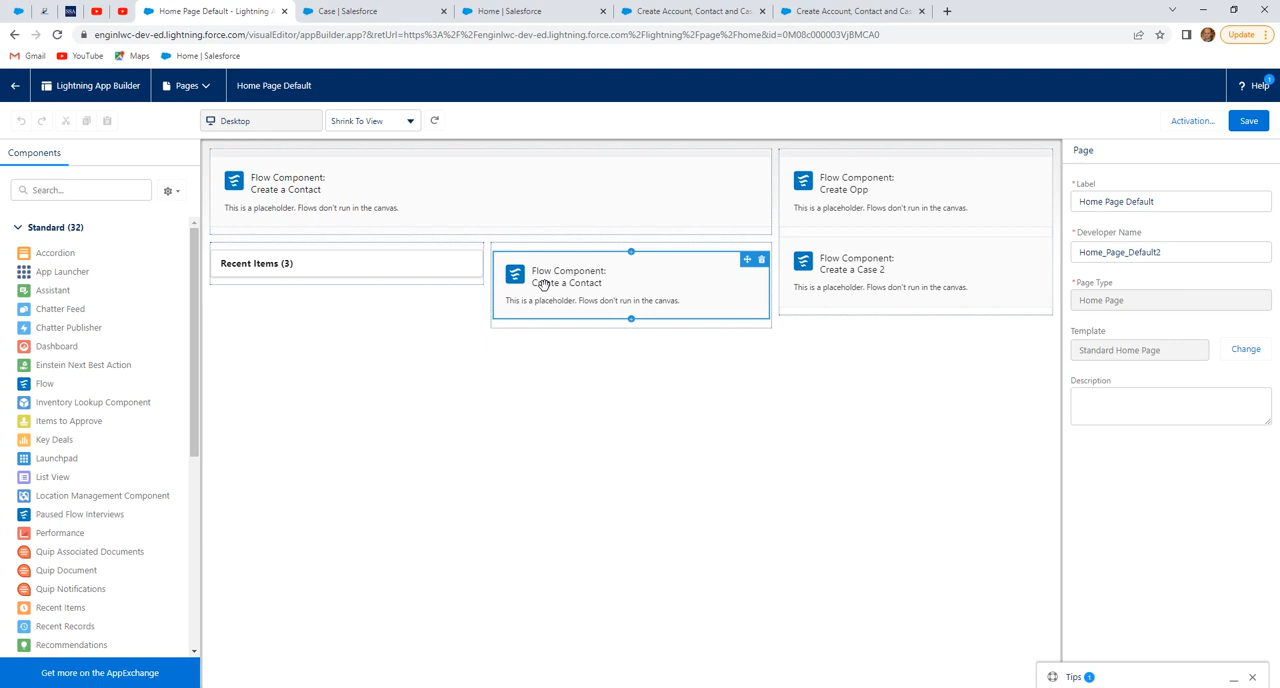 SSA
Home Page Default - Lightning A
Case | Salesforce
Home | Salesforce
Create Account, Contact and Cas
Create Account, Contact and Cas
enginlwc-dev-ed.lightning.force.com/visualEditor/appBuilder.app?&retUrl=https%3A%2F%2Fenginlwc-dev-ed.lightning.force.com%2Flightning%2Fpage%2Fhome&id=0M08c000003VjBMCA0
Update
Gmail
YouTube
Maps
Home | Salesforce
Lightning App Builder
Pages
Home Page Default
? Help
1
Desktop
Shrink To View
Activation...
Save
Components
Search...
Standard (32)
Accordion
App Launcher
Assistant
Chatter Feed
Chatter Publisher
Dashboard
Einstein Next Best Action
Flow
Inventory Lookup Component
Items to Approve
Key Deals
Launchpad
List View
Location Management Component
Paused Flow Interviews
Performance
Quip Associated Documents
Quip Document
Quip Notifications
Recent Items
Recent Records
Recommendations
Get more on the AppExchange
Flow Component:
Create a Contact
This is a placeholder. Flows don't run in the canvas.
Recent Items (3)
Flow Component:
Create a Contact
This is a placeholder. Flows don't run in the canvas.
Flow Component:
Create Opp
This is a placeholder. Flows don't run in the canvas.
Flow Component:
Create a Case 2
This is a placeholder. Flows don't run in the canvas.
Page
* Label
Home Page Default
* Developer Name
Home_Page_Default2
* Page Type
Home Page
Template
Standard Home Page
Change
Description
Tips 1